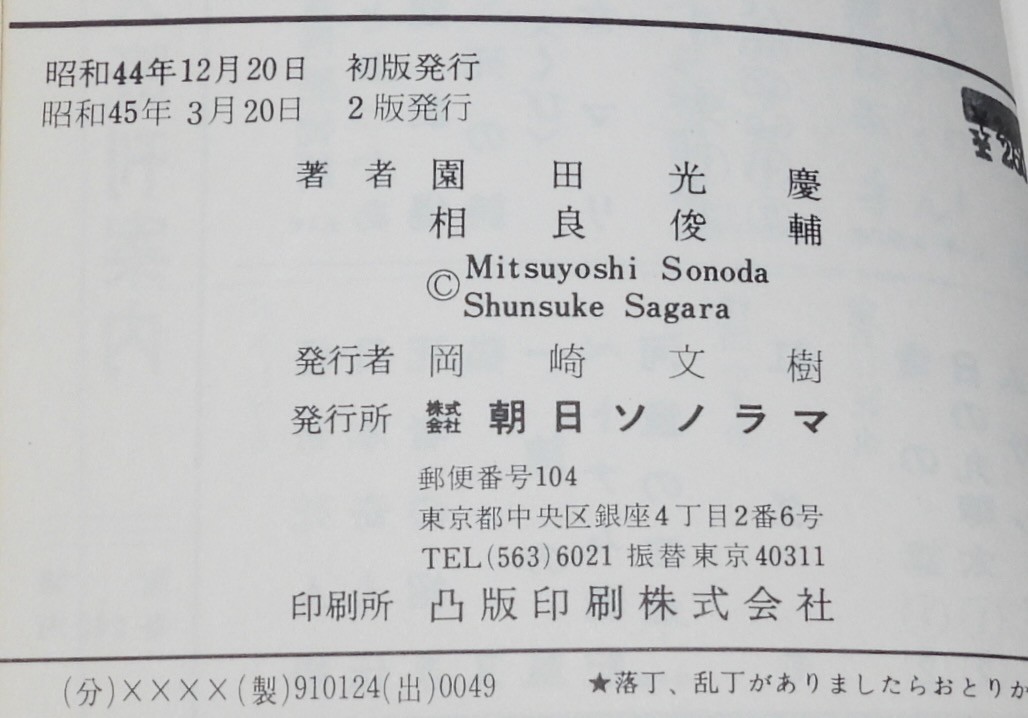 昭和44年12月20日 初版発行
昭和45年 3月20日 2版発行
著者 園田光慶
相良俊輔
© Mitsuyoshi Sonoda
Shunsuke Sagara
発行者 岡崎文樹
発行所 株式会社 朝日ソノラマ
郵便番号104
東京都中央区銀座4丁目2番6号
TEL(563)6021 振替東京40311
印刷所 凸版印刷株式会社
(分)××××(製)910124(出)0049 ★落丁、乱丁がありましたらおとりか